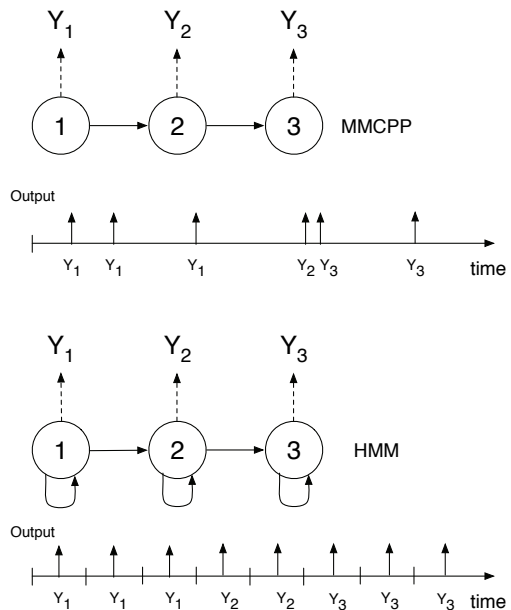 Y₁ Y₂ Y₃
1 2 3 MMCPP
Output
Y₁ Y₁ Y₁ Y₂ Y₃ Y₃ time
Y₁ Y₂ Y₃
1 2 3 HMM
Output
Y₁ Y₁ Y₁ Y₂ Y₂ Y₃ Y₃ Y₃ time